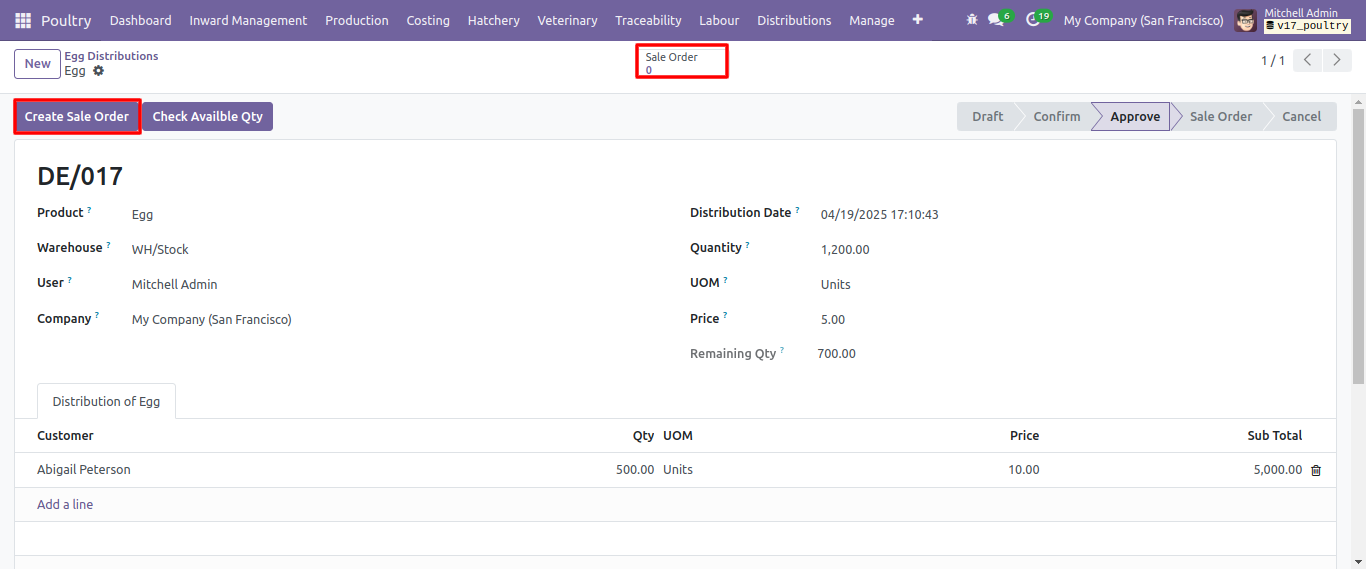 Poultry Dashboard Inward Management Production Costing Hatchery Veterinary Traceability Labour Distributions Manage + 6 19 My Company (San Francisco) Mitchell Admin
v17_poultry
New Egg Distributions
Egg
Sale Order
0
1 / 1
Create Sale Order Check Availble Qty Draft Confirm Approve Sale Order Cancel
DE/017
Product ? Egg Distribution Date ? 04/19/2025 17:10:43
Warehouse ? WH/Stock Quantity ? 1,200.00
User ? Mitchell Admin UOM ? Units
Company ? My Company (San Francisco) Price ? 5.00
Remaining Qty ? 700.00
Distribution of Egg
Customer Qty UOM Price Sub Total
Abigail Peterson 500.00 Units 10.00 5,000.00
Add a line